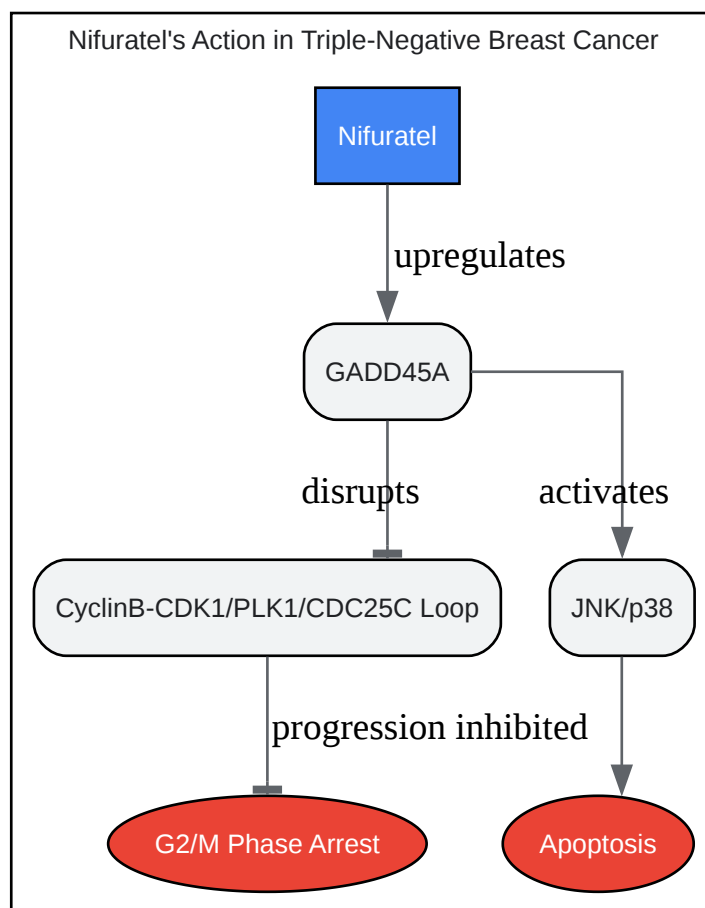 Nifuratel's Action in Triple-Negative Breast Cancer
Nifuratel
upregulates
GADD45A
disrupts
activates
CyclinB-CDK1/PLK1/CDC25C Loop
JNK/p38
progression inhibited
G2/M Phase Arrest
Apoptosis